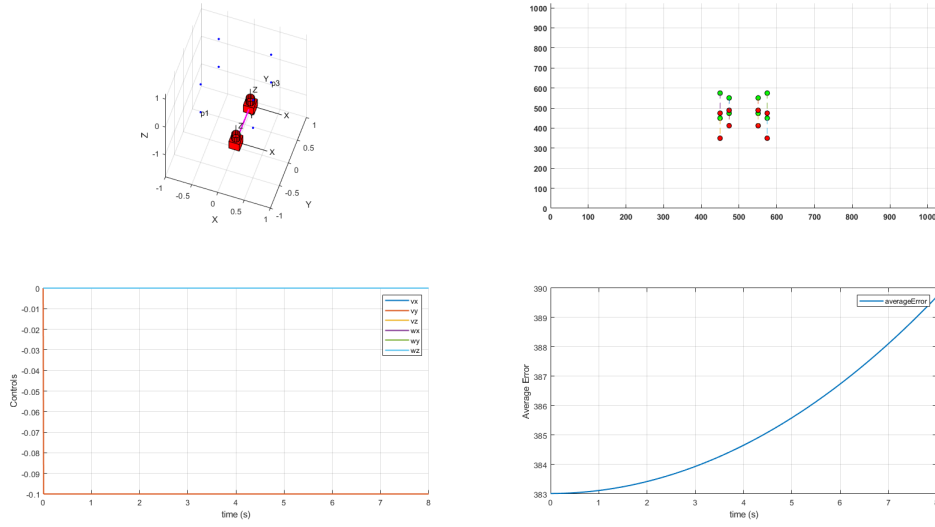 Z
1
0
-1
-1
-0.5
0
0.5
1
X
-1
-0.5
0
0.5
1
Y
p1
Y p3
Z
X
Z
X
1000
900
800
700
600
500
400
300
200
100
0
0 100 200 300 400 500 600 700 800 900 1000
Controls
0
-0.01
-0.02
-0.03
-0.04
-0.05
-0.06
-0.07
-0.08
-0.09
-0.1
0 1 2 3 4 5 6 7 8
time (s)
vx
vy
vz
wx
wy
wz
Average Error
390
389
388
387
386
385
384
383
0 1 2 3 4 5 6 7 8
time (s)
averageError